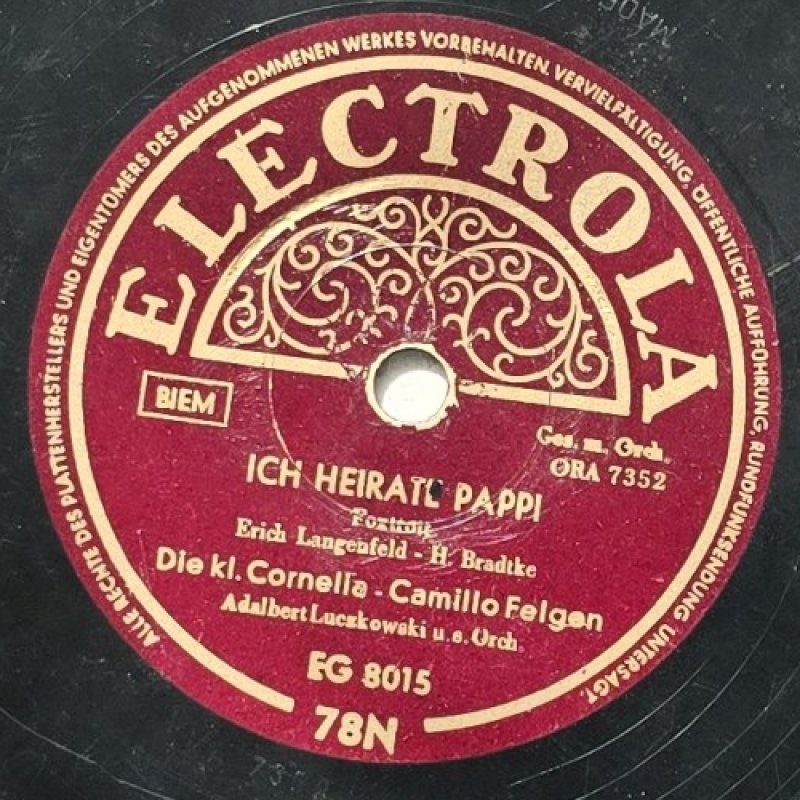 ALLE RECHTE DES PLATTENHERSTELLERS UND EIGENTÜMERS DES AUFGENOMMENEN WERKES VORBEHALTEN. VERVIELFÄLTIGUNG, ÖFFENTLICHE AUFFÜHRUNG, RUNDFUNKSENDUNG UNTERSAGT.
ELECTROLA
BIEM
Ges. m. Orch.
ORA 7352
ICH HEIRATE PAPPI
Foxtrott
Erich Langenfeld - H. Bradtke
Die kl. Cornelia - Camillo Felgen
Adalbert Luczkowski u. s. Orch.
EG 8015
78N
MADE